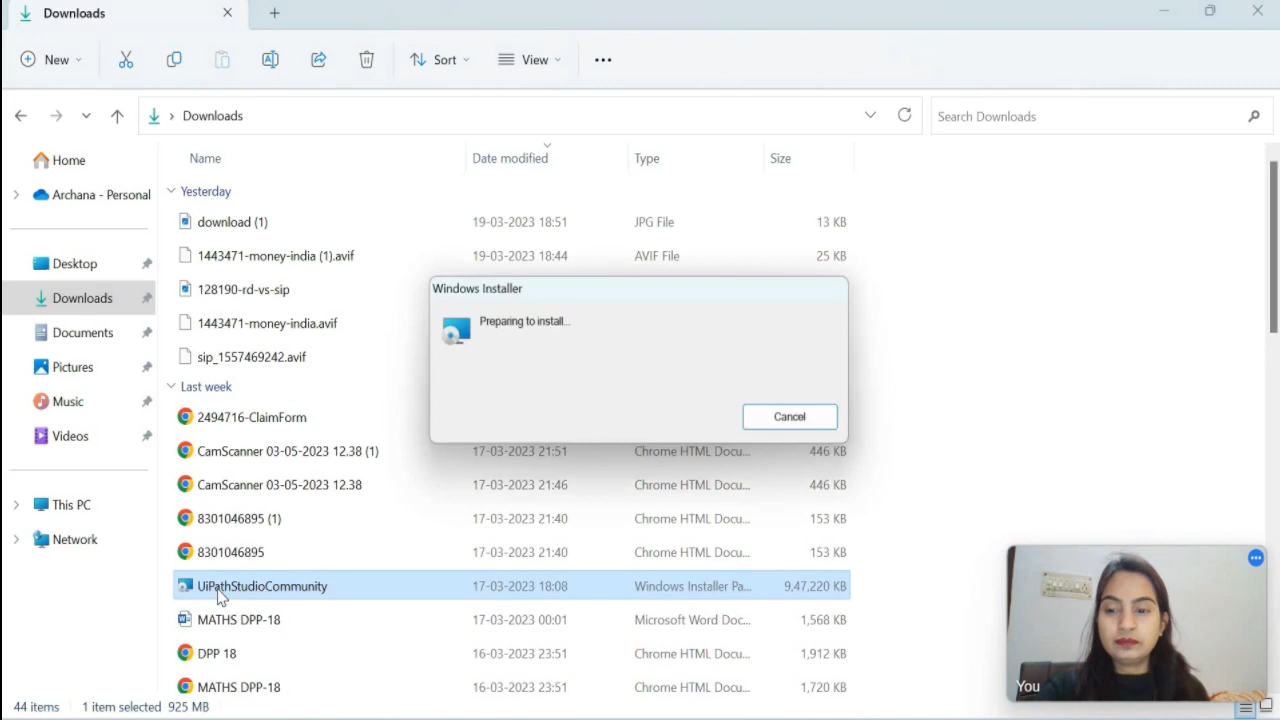 Downloads
New
Sort
View
Downloads
Search Downloads
Name
Date modified
Type
Size
Home
Archana - Personal
Desktop
Downloads
Documents
Pictures
Music
Videos
This PC
Network
Yesterday
download (1) 19-03-2023 18:51 JPG File 13 KB
1443471-money-india (1).avif 19-03-2023 18:44 AVIF File 25 KB
128190-rd-vs-sip
1443471-money-india.avif
sip_1557469242.avif
Last week
2494716-ClaimForm
CamScanner 03-05-2023 12.38 (1) 17-03-2023 21:51 Chrome HTML Docu... 446 KB
CamScanner 03-05-2023 12.38 17-03-2023 21:46 Chrome HTML Docu... 446 KB
8301046895 (1) 17-03-2023 21:40 Chrome HTML Docu... 153 KB
8301046895 17-03-2023 21:40 Chrome HTML Docu... 153 KB
UiPathStudioCommunity 17-03-2023 18:08 Windows Installer Pa... 9,47,220 KB
MATHS DPP-18 17-03-2023 00:01 Microsoft Word Doc... 1,568 KB
DPP 18 16-03-2023 23:51 Chrome HTML Docu... 1,912 KB
MATHS DPP-18 16-03-2023 23:51 Chrome HTML Docu... 1,720 KB
Windows Installer
Preparing to install...
Cancel
You
44 items 1 item selected 925 MB